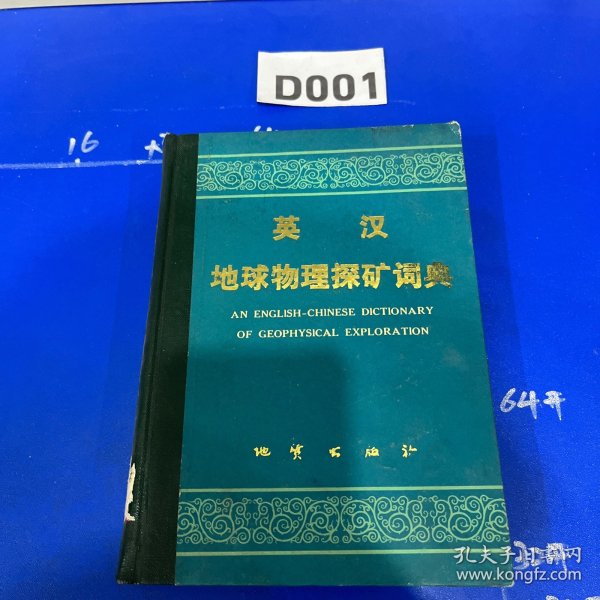 D001
16
英 汉
地球物理探矿词典
AN ENGLISH-CHINESE DICTIONARY
OF GEOPHYSICAL EXPLORATION
64开
地质出版社
孔夫子旧书网
www.kongfz.com